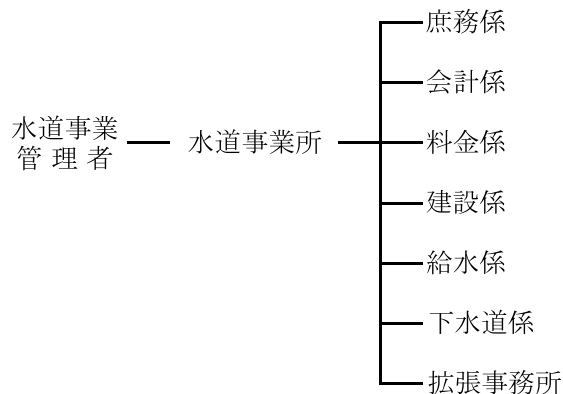 水道事業
管理者
水道事業所
庶務係
会計係
料金係
建設係
給水係
下水道係
拡張事務所